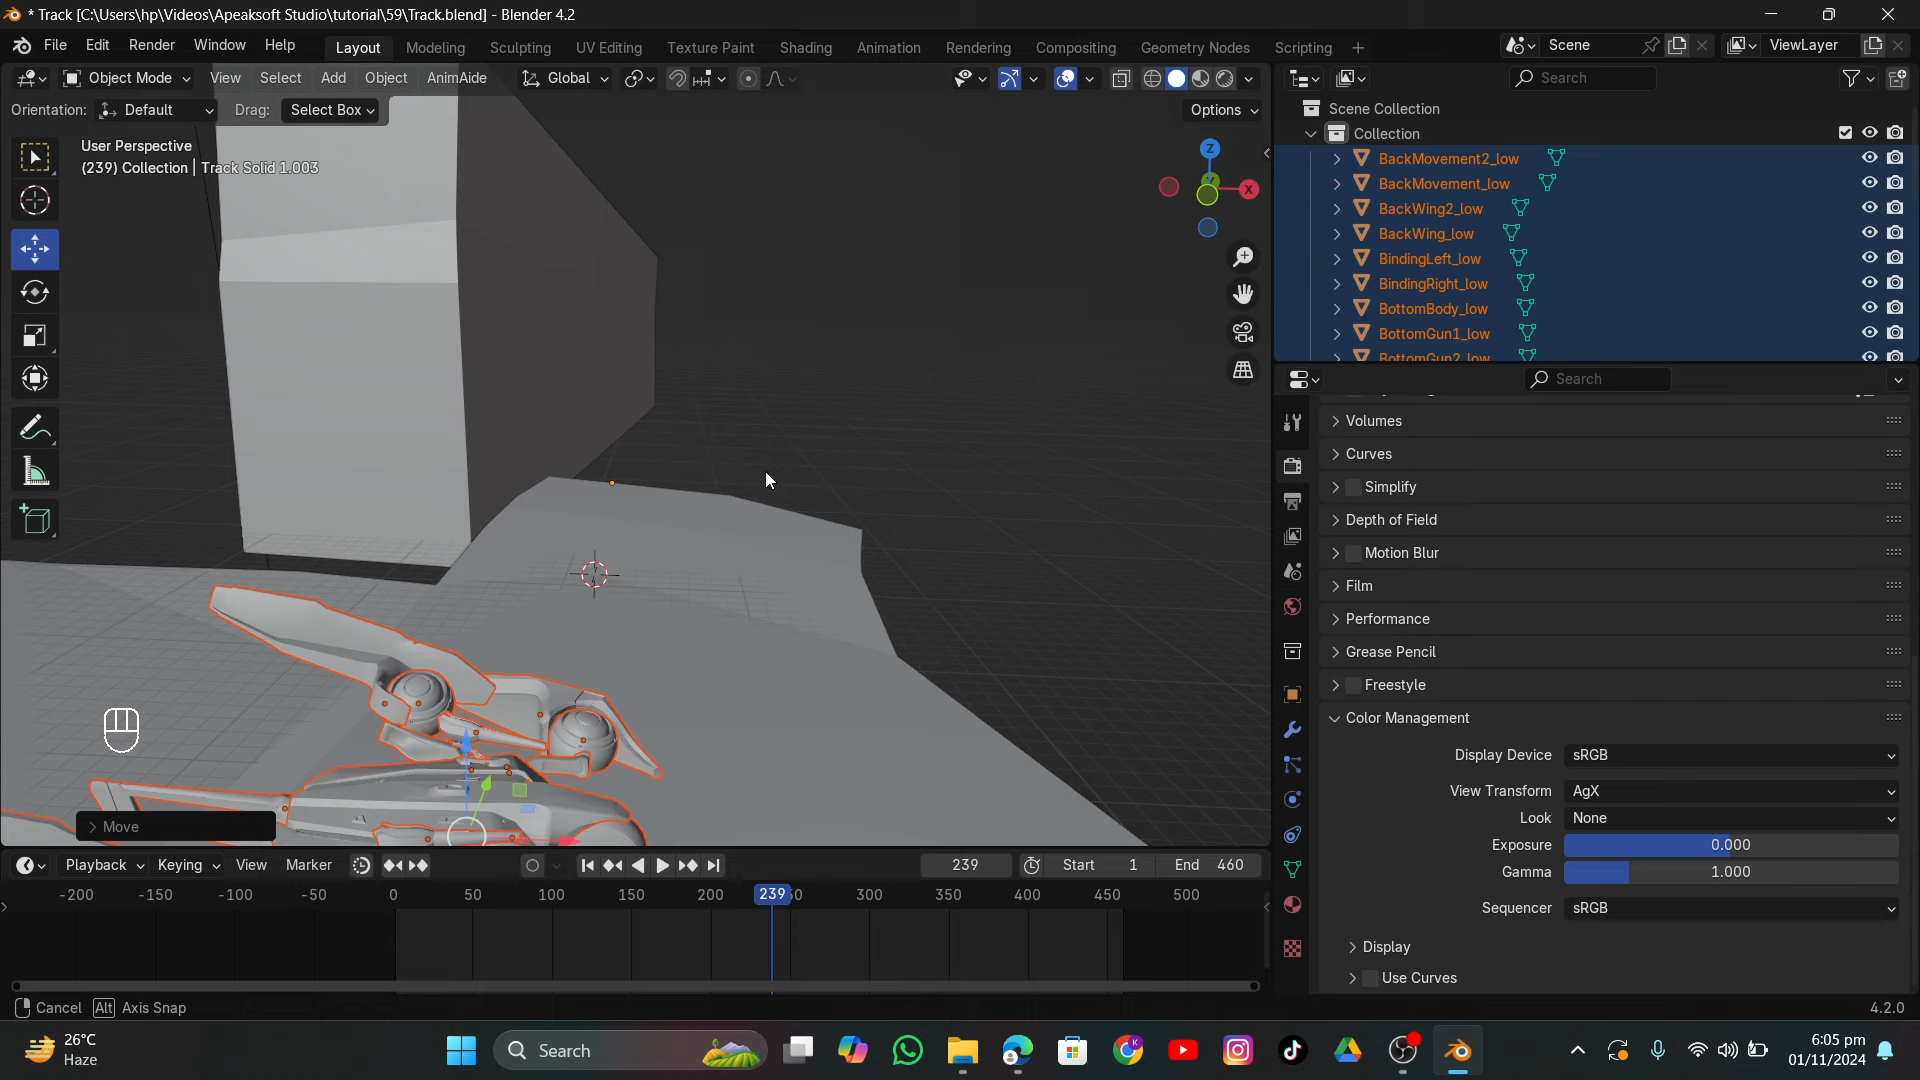 * Track [C:\Users\hp\Videos\Apeaksoft Studio\tutorial\59\Track.blend] - Blender 4.2
File Edit Render Window Help Layout Modeling Sculpting UV Editing Texture Paint Shading Animation Rendering Compositing Geometry Nodes Scripting + Scene ViewLayer
Object Mode View Select Add Object AnimAide Global Search
Orientation: Default Drag: Select Box Options
User Perspective
(239) Collection | Track Solid 1.003
Z
X
Scene Collection
Collection
BackMovement2_low
BackMovement_low
BackWing2_low
BackWing_low
BindingLeft_low
BindingRight_low
BottomBody_low
BottomGun1_low
BottomGun2_low
Search
Volumes
Curves
Simplify
Depth of Field
Motion Blur
Film
Performance
Grease Pencil
Freestyle
Color Management
Display Device sRGB
View Transform AgX
Look None
Exposure 0.000
Gamma 1.000
Sequencer sRGB
Display
Use Curves
Move
Playback Keying View Marker 239 Start 1 End 460
-200 -150 -100 -50 0 50 100 150 200 239 300 350 400 450 500
Cancel Alt Axis Snap 4.2.0
26°C
Haze
Search
6:05 pm
01/11/2024